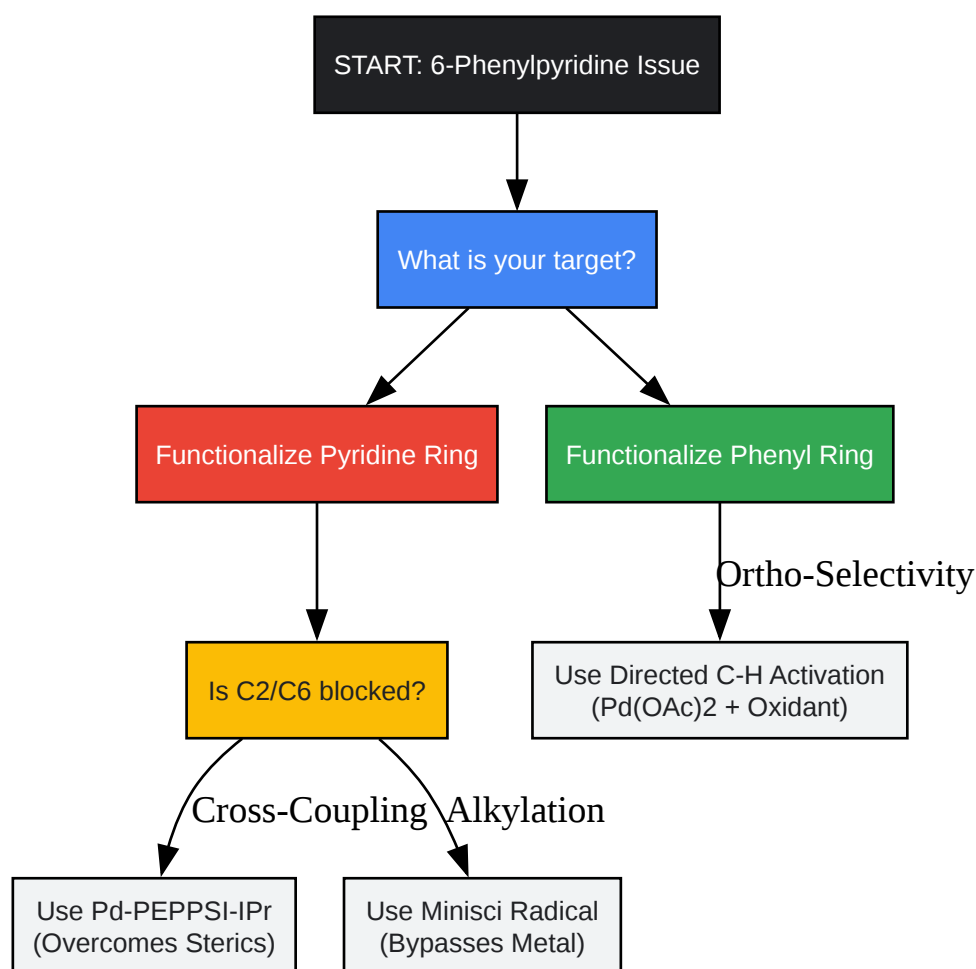 START: 6-Phenylpyridine Issue
What is your target?
Functionalize Pyridine Ring
Functionalize Phenyl Ring
Ortho-Selectivity
Is C2/C6 blocked?
Use Directed C-H Activation
(Pd(OAc)2 + Oxidant)
Cross-Coupling
Alkylation
Use Pd-PEPPSI-IPr
(Overcomes Sterics)
Use Minisci Radical
(Bypasses Metal)